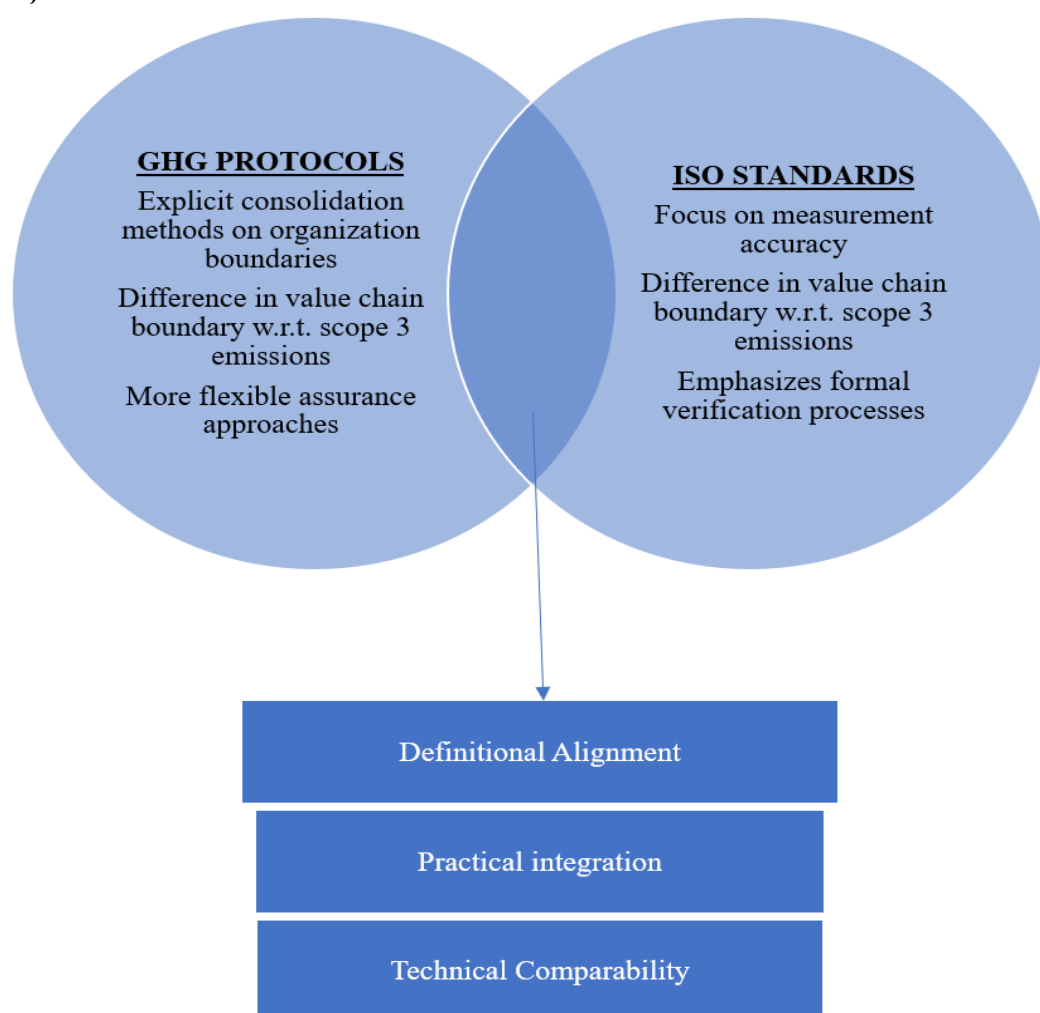 GHG PROTOCOLS
Explicit consolidation
methods on organization
boundaries
Difference in value chain
boundary w.r.t. scope 3
emissions
More flexible assurance
approaches
ISO STANDARDS
Focus on measurement
accuracy
Difference in value chain
boundary w.r.t. scope 3
emissions
Emphasizes formal
verification processes
Definitional Alignment
Practical integration
Technical Comparability